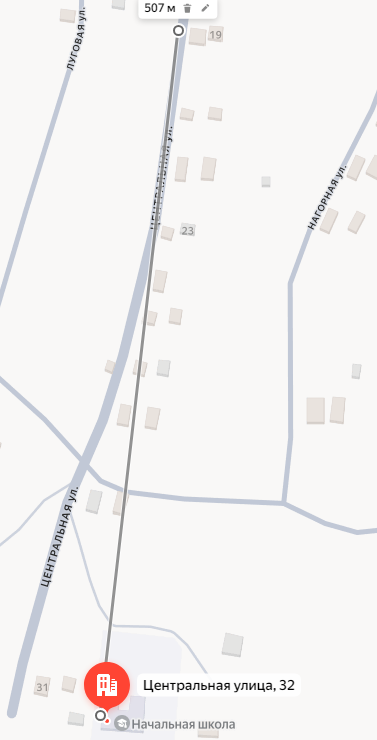 507 м
19
ЛУГОВАЯ ул.
ЦЕНТРАЛЬНАЯ ул.
НАГОРНАЯ ул.
23
ЦЕНТРАЛЬНАЯ ул.
31
Центральная улица, 32
Начальная школа